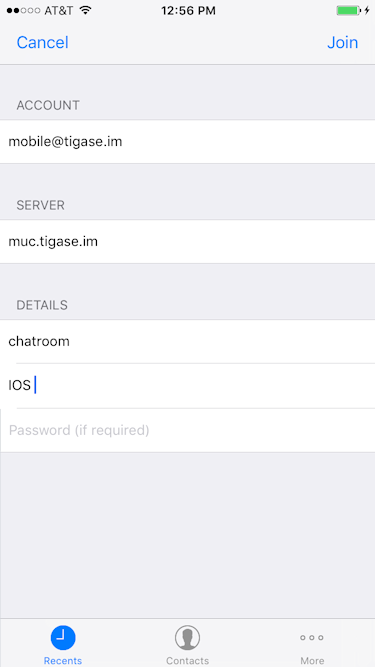 AT&T 12:56 PM
Cancel Join
ACCOUNT
mobile@tigase.im
SERVER
muc.tigase.im
DETAILS
chatroom
IOS
Password (if required)
Recents Contacts More